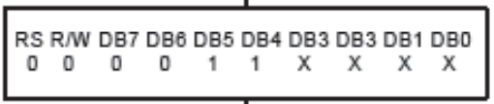 RS R/W DB7 DB6 DB5 DB4 DB3 DB3 DB1 DB0
0 0 0 0 1 1 X X X X